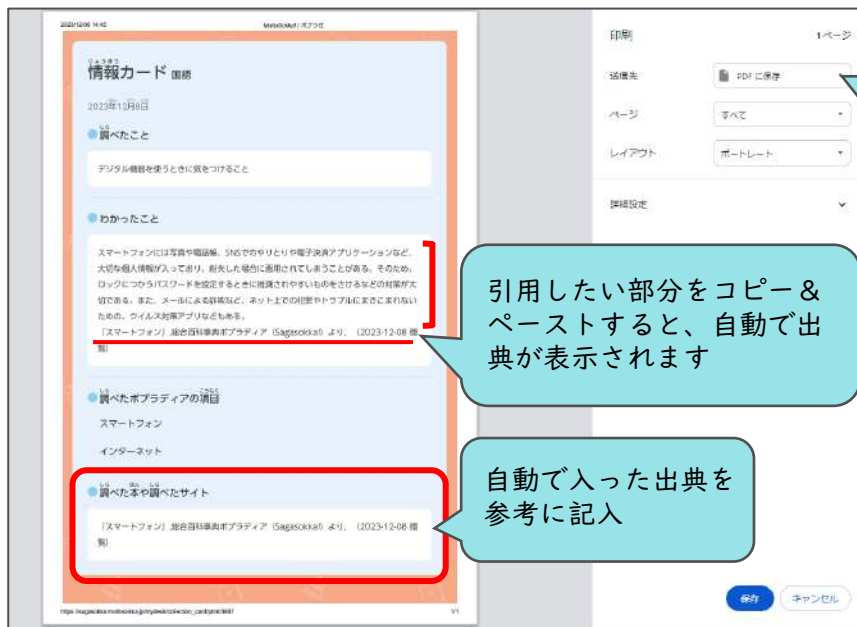 2023/12/08 14:42
情報カード 国語
2023年12月8日
調べたこと
デジタル機器を使うときに気をつけること
わかったこと
スマートフォンには写真や電話帳、SNSでのやりとりや電子決済アプリケーションなど、
大切な個人情報が入っており、紛失した場合に悪用されてしまうことがある。そのため、
ロックにつかうパスワードを設定するときに推測されやすいものをさけるなどの対策が大
切である。また、メールによる詐欺など、ネット上での犯罪やトラブルにまきこまれない
ための、ウイルス対策アプリなどもある。
「スマートフォン」,総合百科事典ポプラディア (Sagasokka!) より, (2023-12-08 閲
覧)
調べたポプラディアの項目
スマートフォン
インターネット
調べた本や調べたサイト
「スマートフォン」,総合百科事典ポプラディア (Sagasokka!) より, (2023-12-08 閲
覧)
1/1
印刷 1 ページ
送信先 PDF に保存
ページ すべて
レイアウト ポートレート
詳細設定
引用したい部分をコピー&
ペーストすると、自動で出
典が表示されます
自動で入った出典を
参考に記入
保存 キャンセル